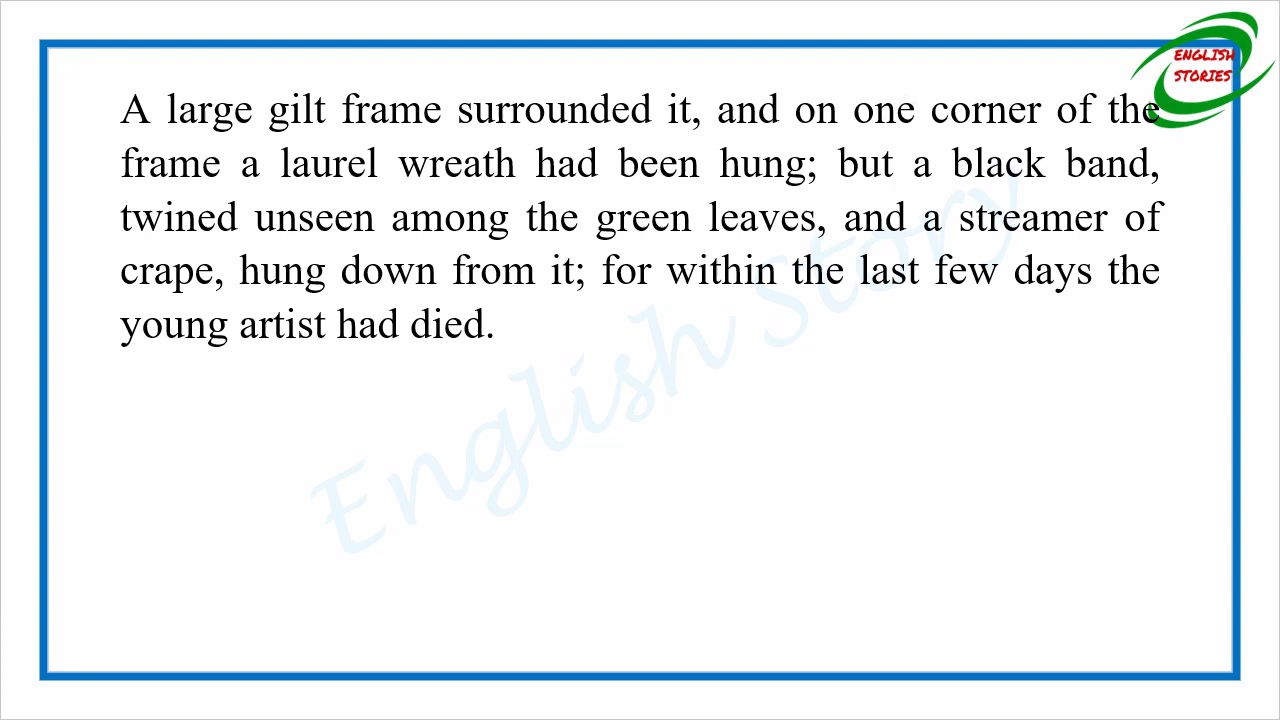 ENGLISH
STORIES
A large gilt frame surrounded it, and on one corner of the
frame a laurel wreath had been hung; but a black band,
twined unseen among the green leaves, and a streamer of
crape, hung down from it; for within the last few days the
young artist had died.
English Story